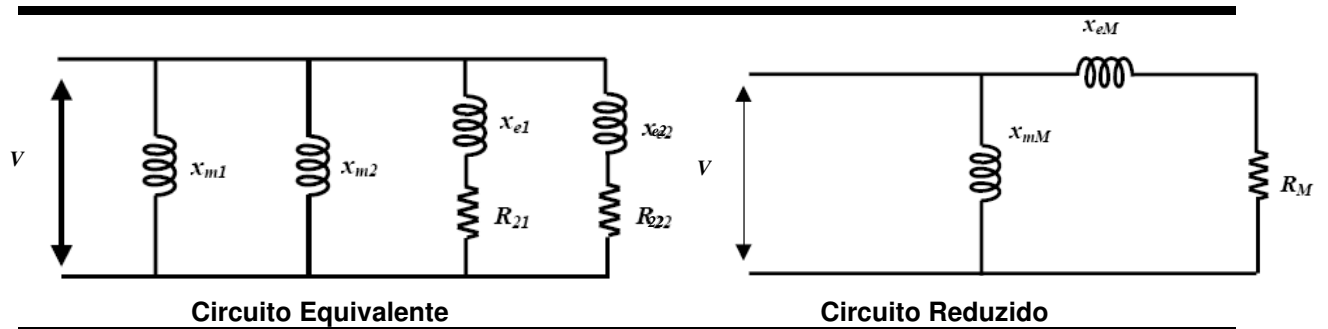 x_eM
x_e1
x_e2
x_mM
V
x_m1
x_m2
V
R_M
R_21
R_22
Circuito Equivalente
Circuito Reduzido